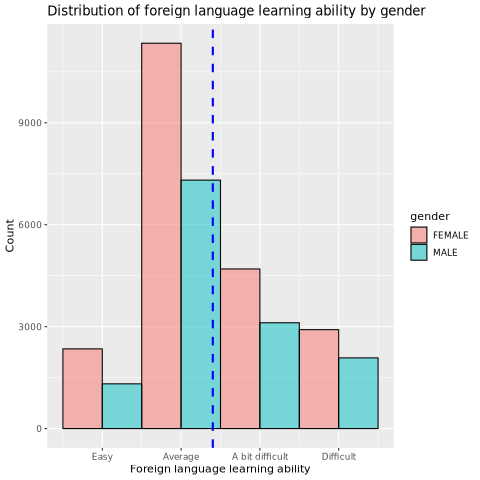 Distribution of foreign language learning ability by gender
Count
9000
6000
3000
0
Easy Average A bit difficult Difficult
Foreign language learning ability
gender
FEMALE
MALE